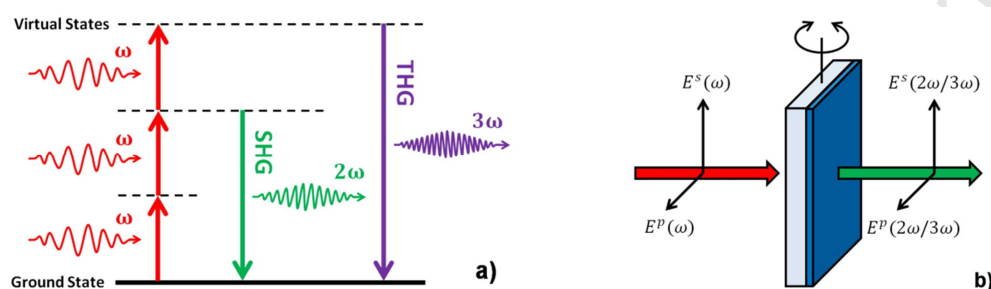 Virtual States
ω
ω
ω
SHG
2ω
THG
3ω
Ground State
a)
E^s(ω)
E^p(ω)
E^s(2ω/3ω)
E^p(2ω/3ω)
b)